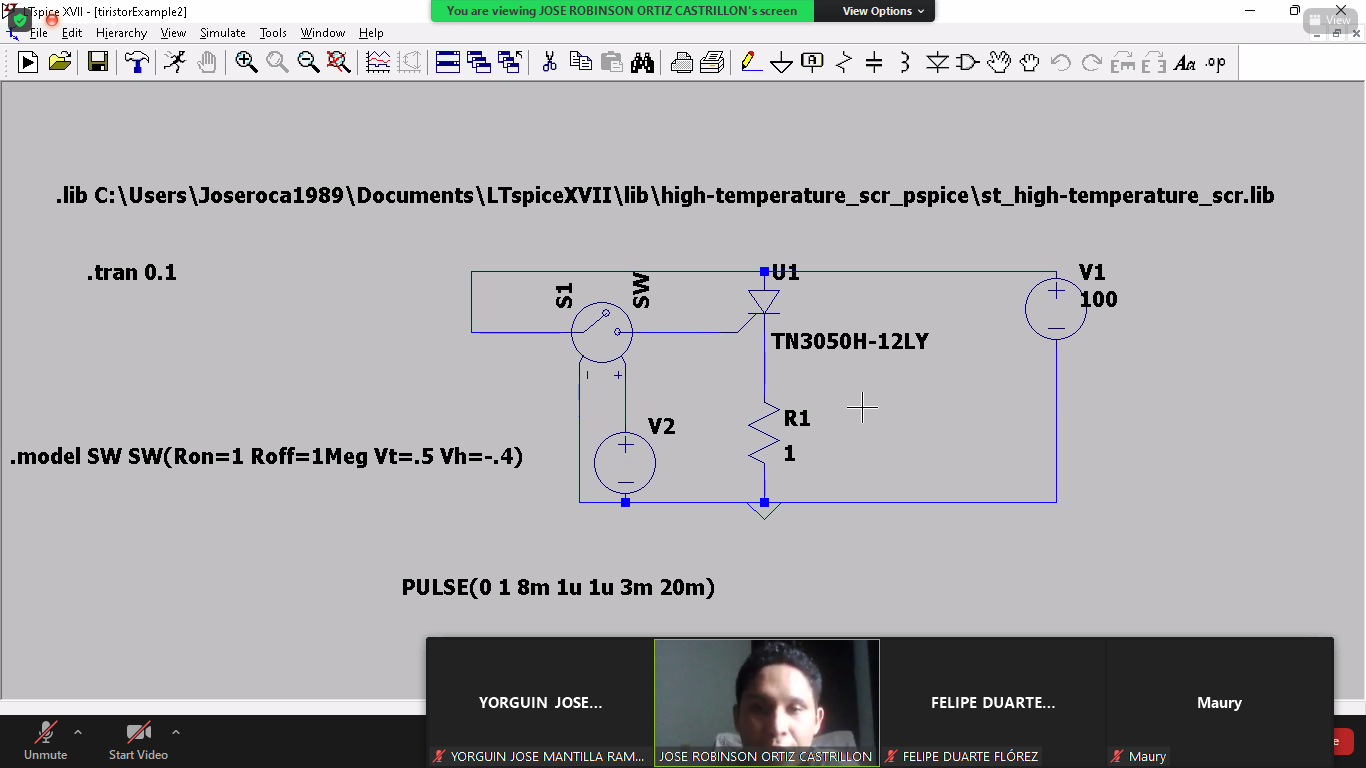 LTspice XVII - [tiristorExample2]
You are viewing JOSE ROBINSON ORTIZ CASTRILLON's screen
View Options
View
File Edit Hierarchy View Simulate Tools Window Help
Aa .op
.lib C:\Users\Joseroca1989\Documents\LTspiceXVII\lib\high-temperature_scr_pspice\st_high-temperature_scr.lib
.tran 0.1
S1
SW
U1
V1
100
TN3050H-12LY
V2
R1
1
.model SW SW(Ron=1 Roff=1Meg Vt=.5 Vh=-.4)
PULSE(0 1 8m 1u 1u 3m 20m)
YORGUIN JOSE...
FELIPE DUARTE...
Maury
Unmute
Start Video
YORGUIN JOSE MANTILLA RAM...
JOSE ROBINSON ORTIZ CASTRILLON
FELIPE DUARTE FLÓREZ
Maury